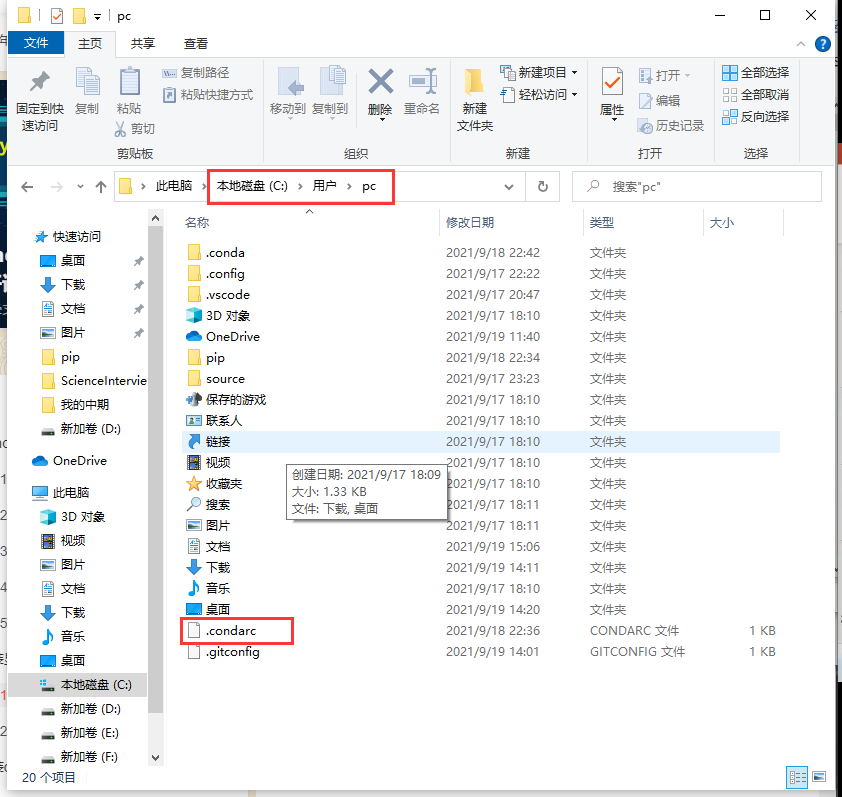 pc
文件 主页 共享 查看
固定到快速访问
复制
粘贴
复制路径
粘贴快捷方式
剪切
移动到 复制到 删除 重命名
新建文件夹
新建项目
轻松访问
属性
打开
编辑
历史记录
全部选择
全部取消
反向选择
剪贴板 组织 新建 打开 选择
此电脑 本地磁盘 (C:) 用户 pc
搜索"pc"
名称 修改日期 类型 大小
快速访问
桌面
下载
文档
图片
pip
ScienceIntervie
我的中期
新加卷 (D:)
OneDrive
此电脑
3D 对象
视频
图片
文档
下载
音乐
桌面
本地磁盘 (C:)
新加卷 (D:)
新加卷 (E:)
新加卷 (F:)
.conda 2021/9/18 22:42 文件夹
.config 2021/9/17 22:22 文件夹
.vscode 2021/9/17 20:47 文件夹
3D 对象 2021/9/17 18:10 文件夹
OneDrive 2021/9/19 11:40 文件夹
pip 2021/9/18 22:34 文件夹
source 2021/9/17 23:23 文件夹
保存的游戏 2021/9/17 18:10 文件夹
联系人 2021/9/17 18:10 文件夹
链接 2021/9/17 18:10 文件夹
视频 2021/9/17 18:10 文件夹
收藏夹 2021/9/17 18:10 文件夹
搜索 2021/9/17 18:11 文件夹
图片 2021/9/17 18:11 文件夹
文档 2021/9/19 15:06 文件夹
下载 2021/9/19 14:11 文件夹
音乐 2021/9/17 18:10 文件夹
桌面 2021/9/19 14:20 文件夹
.condarc 2021/9/18 22:36 CONDARC 文件 1 KB
.gitconfig 2021/9/19 14:01 GITCONFIG 文件 1 KB
创建日期: 2021/9/17 18:09
大小: 1.33 KB
文件: 下载, 桌面
20 个项目